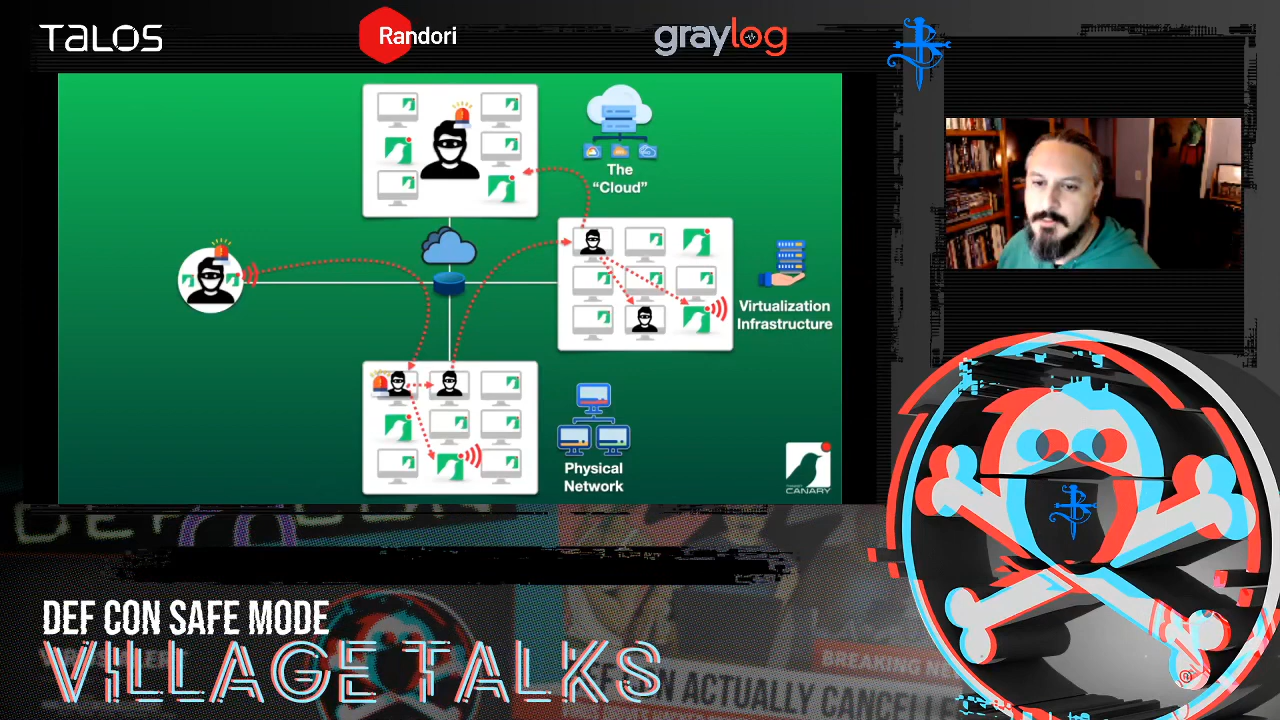 TALOS
Randori
graylog
The
"Cloud"
Virtualization
Infrastructure
Physical
Network
CANARY
DEF CON SAFE MODE
VILLAGE TALKS
BREAKING NE
CON ACTUALLY CANCELLE